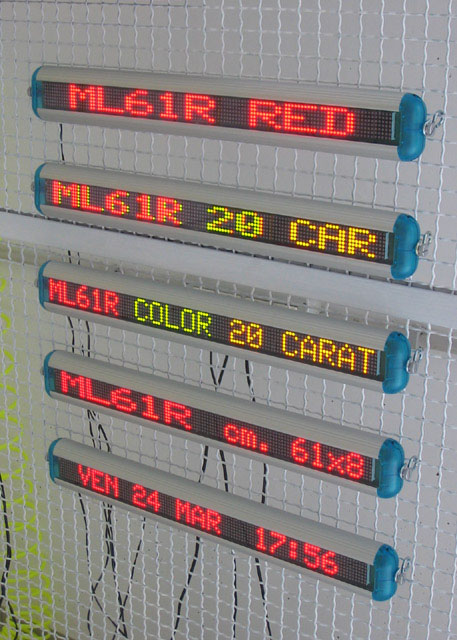 ML61R RED
ML61R 20 CAR
ML61R COLOR 20 CARAT
ML61R cm. 61x8
VEN 24 MAR 17:56